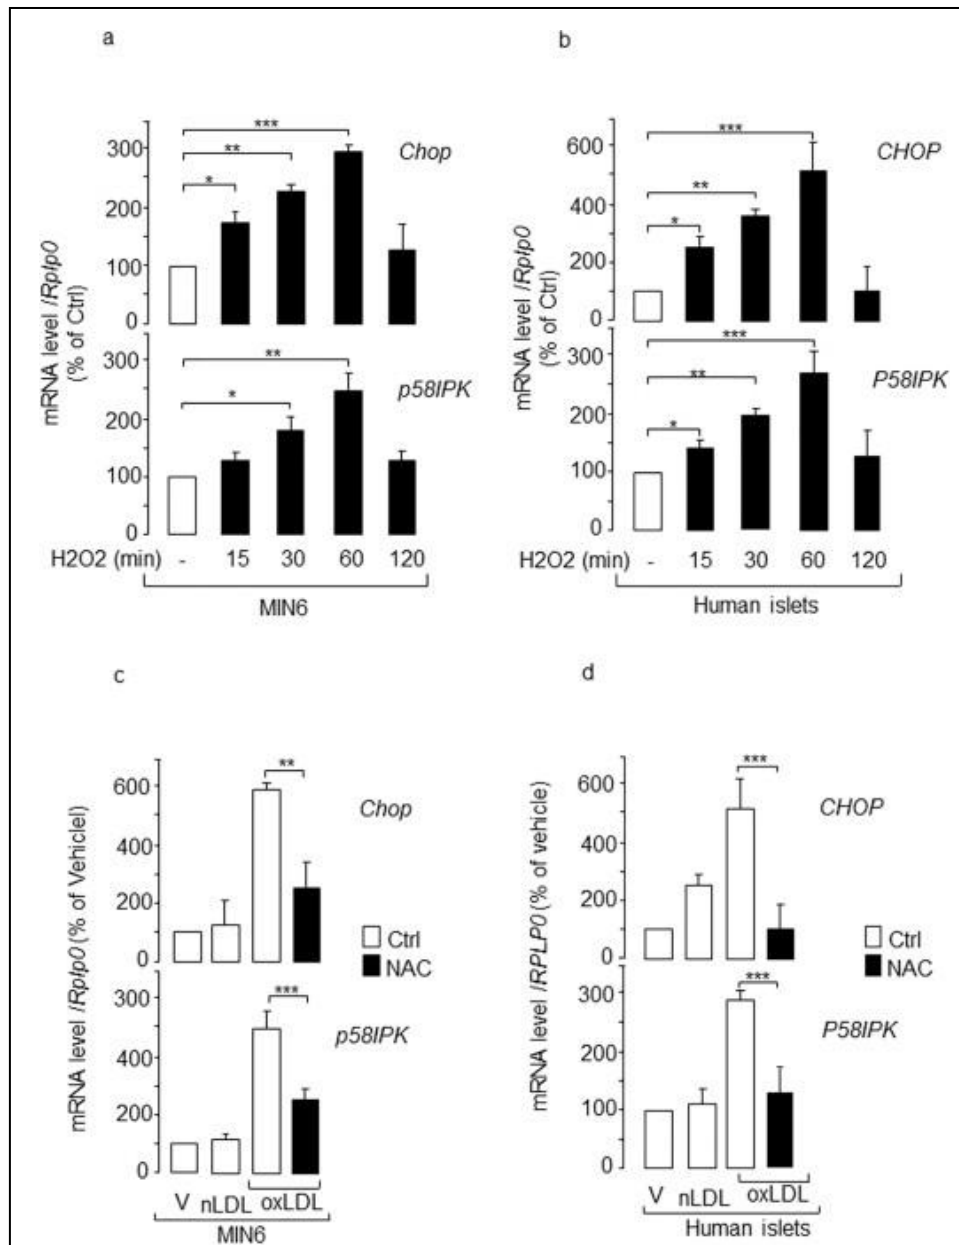 a
b
mRNA level /Rplp0
(% of Ctrl)
***
**
*
Chop
300
200
100
0
**
*
p58IPK
300
200
100
0
H2O2 (min) - 15 30 60 120
MIN6
mRNA level /Rplp0
(% of Ctrl)
***
**
*
CHOP
600
400
200
0
***
**
*
P58IPK
300
200
100
0
H2O2 (min) - 15 30 60 120
Human islets
c
d
mRNA level /Rplp0 (% of Vehiclel)
**
Chop
600
400
200
0
Ctrl
NAC
***
p58IPK
300
400
100
0
V nLDL oxLDL
MIN6
mRNA level /RPLP0 (% of vehicle)
***
CHOP
600
400
200
0
Ctrl
NAC
***
P58IPK
300
200
100
0
V nLDL oxLDL
Human islets